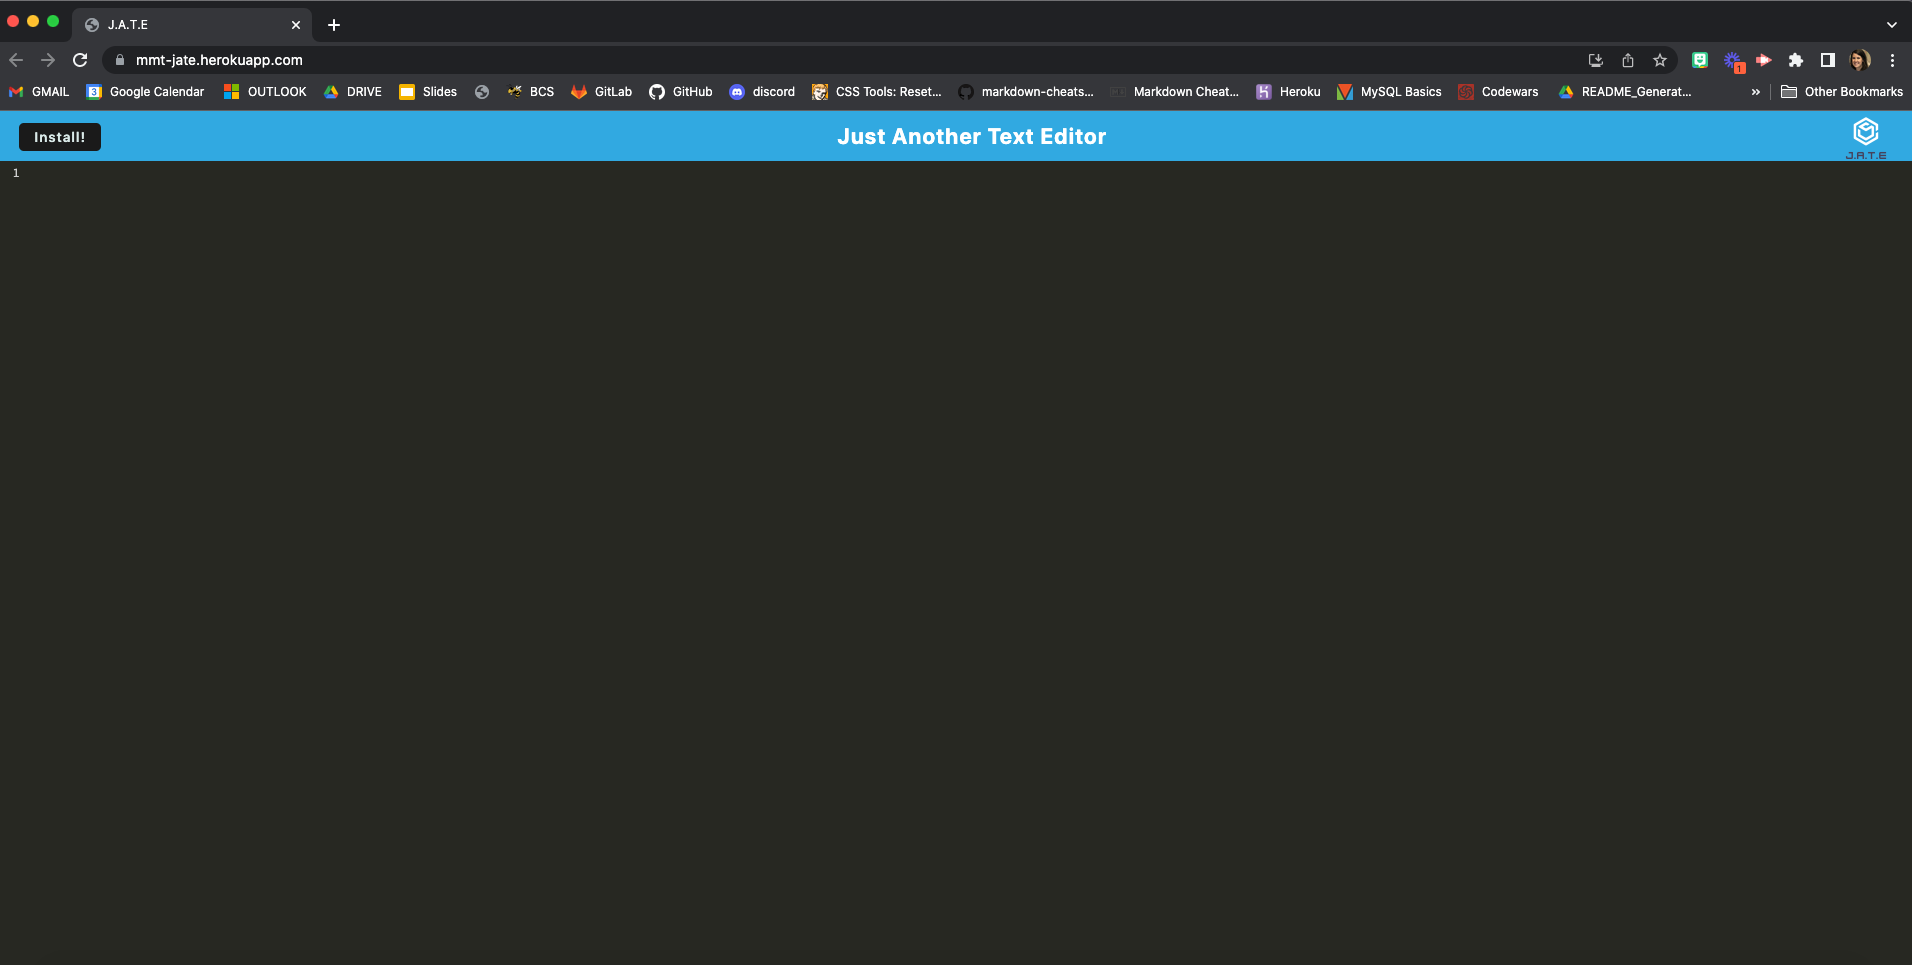 J.A.T.E
mmt-jate.herokuapp.com
1
GMAIL Google Calendar OUTLOOK DRIVE Slides BCS GitLab GitHub discord CSS Tools: Reset... markdown-cheats... Markdown Cheat... Heroku MySQL Basics Codewars README_Generat... » Other Bookmarks
Install! Just Another Text Editor
J.A.T.E
1